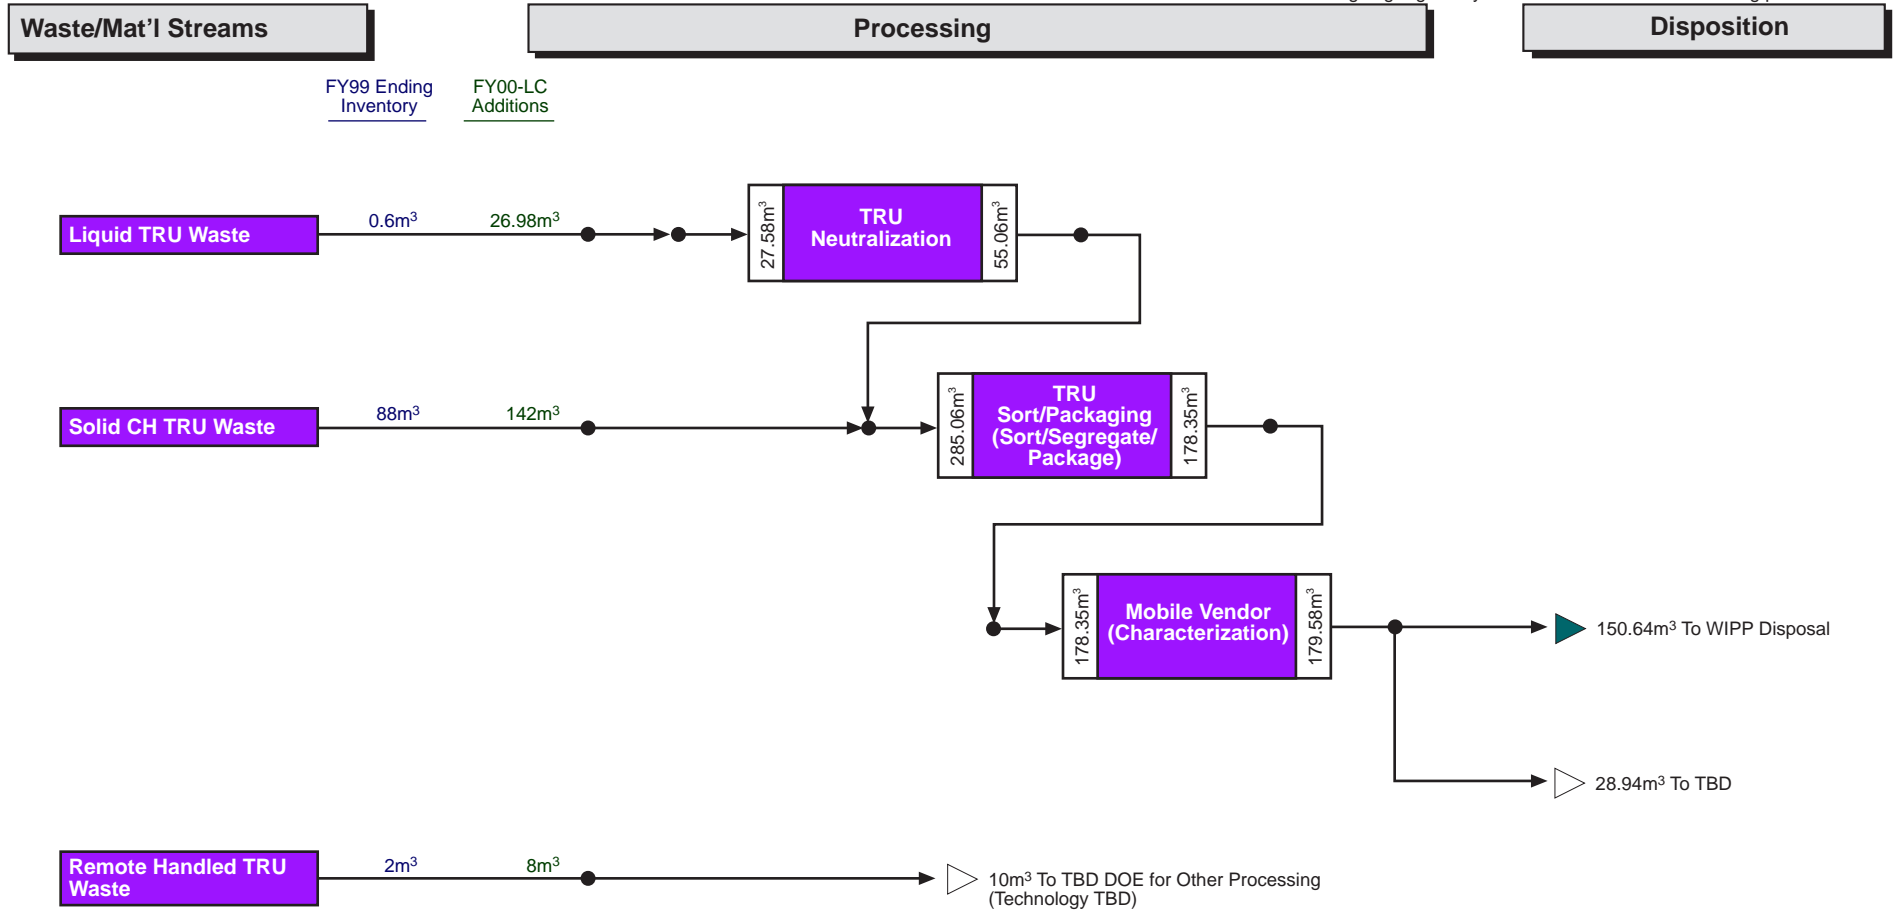 Waste/Mat'l Streams
Processing
Disposition
FY99 Ending
Inventory
FY00-LC
Additions
Liquid TRU Waste
0.6m³
26.98m³
27.58m³
TRU
Neutralization
55.06m³
Solid CH TRU Waste
88m³
142m³
285.06m³
TRU
Sort/Packaging
(Sort/Segregate/
Package)
178.35m³
178.35m³
Mobile Vendor
(Characterization)
179.58m³
150.64m³ To WIPP Disposal
28.94m³ To TBD
Remote Handled TRU
Waste
2m³
8m³
10m³ To TBD DOE for Other Processing
(Technology TBD)